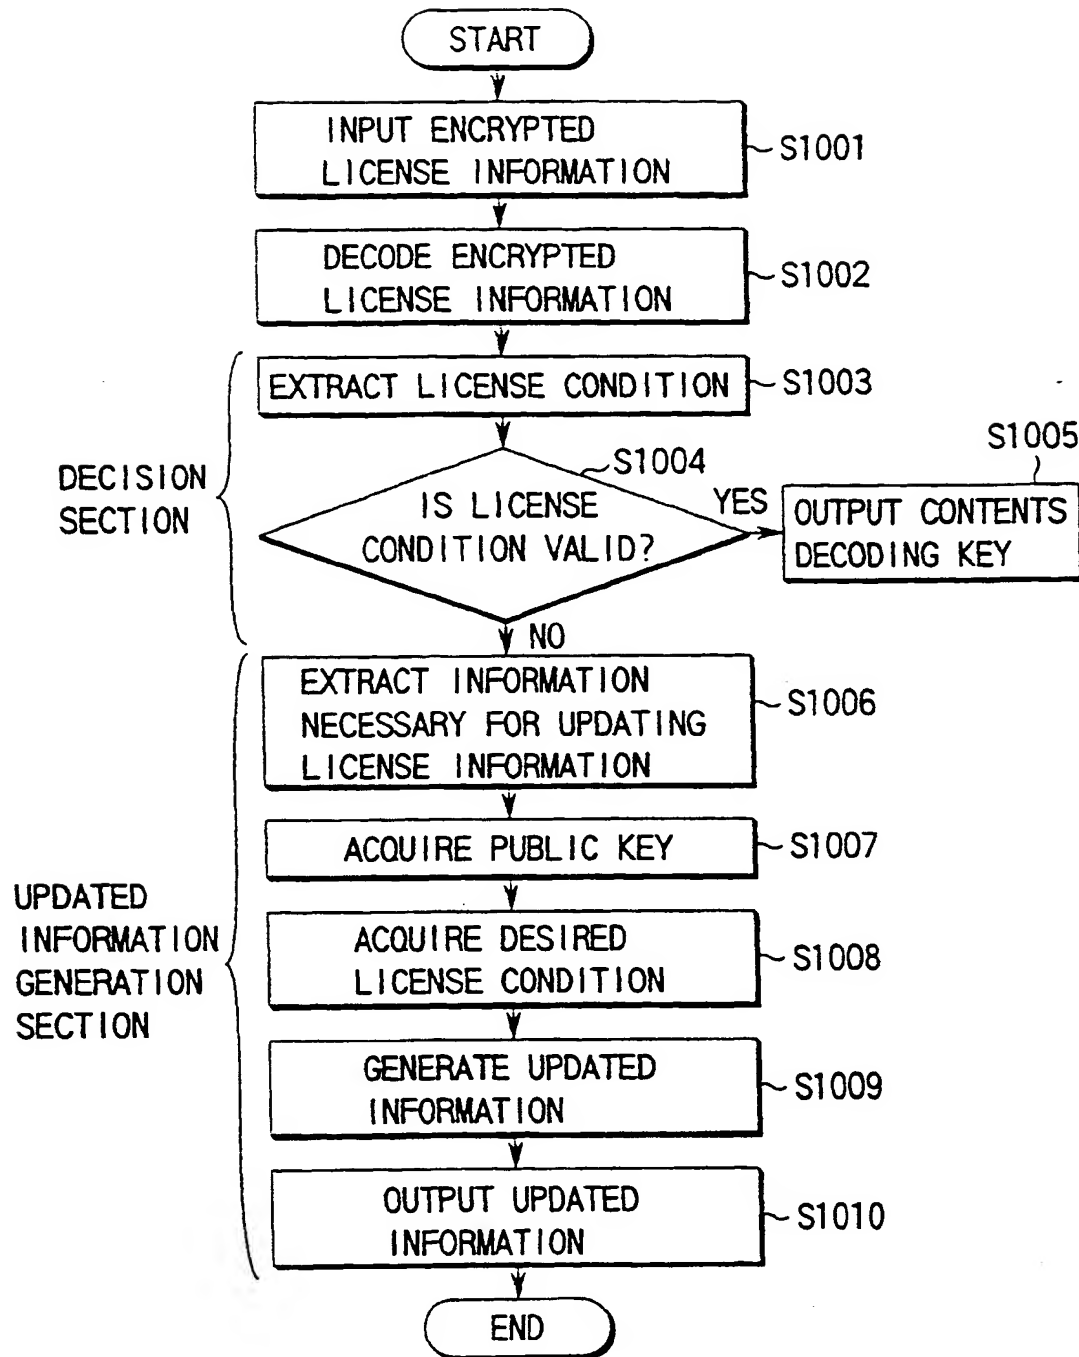 START
INPUT ENCRYPTED
LICENSE INFORMATION
S1001
DECODE ENCRYPTED
LICENSE INFORMATION
S1002
EXTRACT LICENSE CONDITION
S1003
DECISION
SECTION
S1004
IS LICENSE
CONDITION VALID?
YES
S1005
OUTPUT CONTENTS
DECODING KEY
NO
EXTRACT INFORMATION
NECESSARY FOR UPDATING
LICENSE INFORMATION
S1006
ACQUIRE PUBLIC KEY
S1007
UPDATED
INFORMATION
GENERATION
SECTION
ACQUIRE DESIRED
LICENSE CONDITION
S1008
GENERATE UPDATED
INFORMATION
S1009
OUTPUT UPDATED
INFORMATION
S1010
END